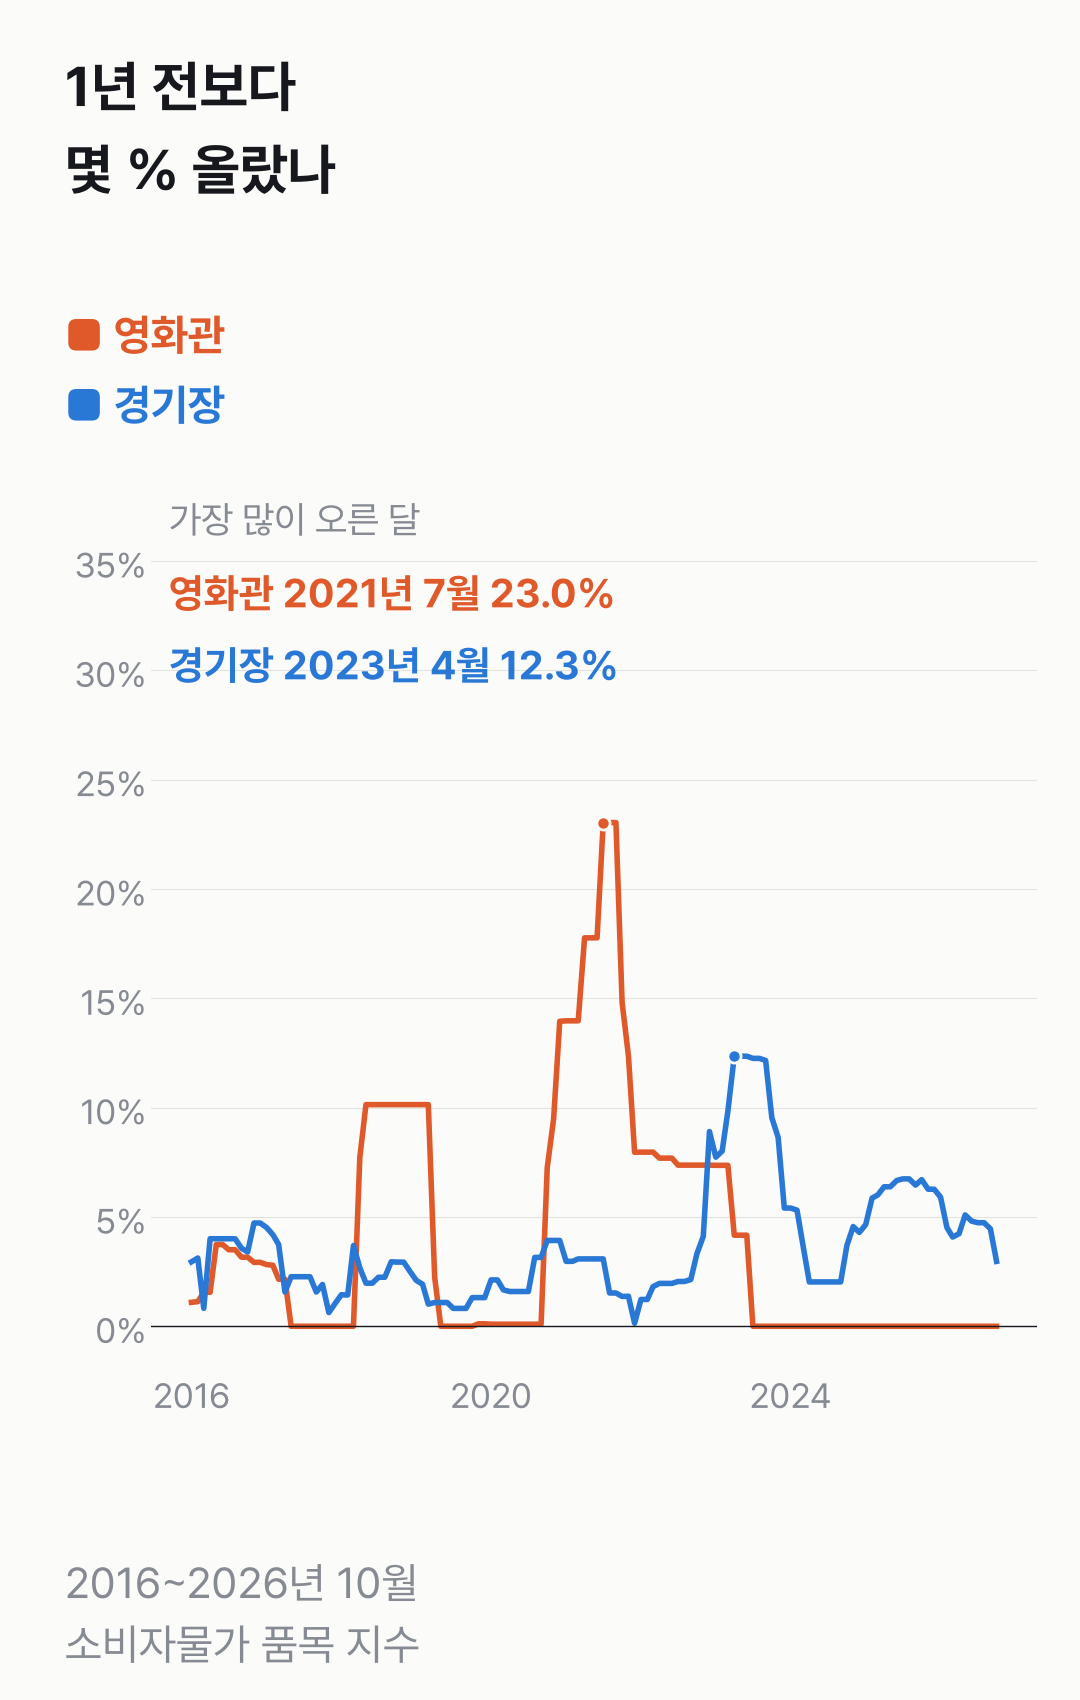 1년 전보다
몇 % 올랐나
영화관
경기장
가장 많이 오른 달
35%
영화관 2021년 7월 23.0%
경기장 2023년 4월 12.3%
30%
25%
20%
15%
10%
5%
0%
2016 2020 2024
2016~2026년 10월
소비자물가 품목 지수